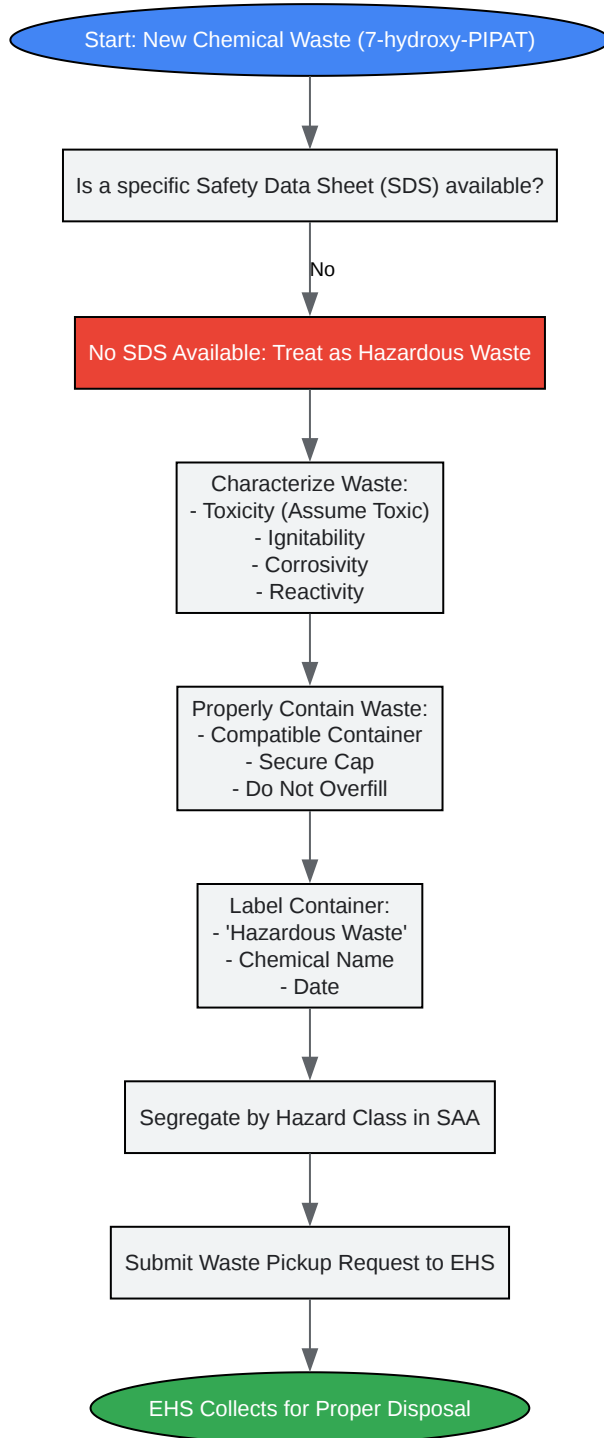 Start: New Chemical Waste (7-hydroxy-PIPAT)
Is a specific Safety Data Sheet (SDS) available?
No
No SDS Available: Treat as Hazardous Waste
Characterize Waste:
- Toxicity (Assume Toxic)
- Ignitability
- Corrosivity
- Reactivity
Properly Contain Waste:
- Compatible Container
- Secure Cap
- Do Not Overfill
Label Container:
- 'Hazardous Waste'
- Chemical Name
- Date
Segregate by Hazard Class in SAA
Submit Waste Pickup Request to EHS
EHS Collects for Proper Disposal